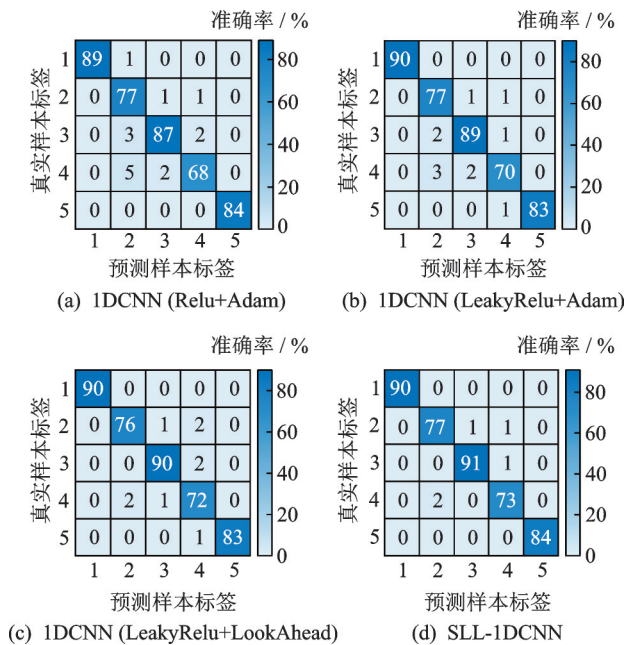 准确率 / %
1 89 1 0 0 0 80
2 0 77 1 1 0 60
3 0 3 87 2 0 40
4 0 5 2 68 0 20
5 0 0 0 0 84 0
真实样本标签
1 2 3 4 5
预测样本标签
(a) 1DCNN (Relu+Adam)
准确率 / %
1 90 0 0 0 0 80
2 0 77 1 1 0 60
3 0 2 89 1 0 40
4 0 3 2 70 0 20
5 0 0 0 1 83 0
真实样本标签
1 2 3 4 5
预测样本标签
(b) 1DCNN (LeakyRelu+Adam)
准确率 / %
1 90 0 0 0 0 80
2 0 76 1 2 0 60
3 0 0 90 2 0 40
4 0 2 1 72 0 20
5 0 0 0 1 83 0
真实样本标签
1 2 3 4 5
预测样本标签
(c) 1DCNN (LeakyRelu+LookAhead)
准确率 / %
1 90 0 0 0 0 80
2 0 77 1 1 0 60
3 0 0 91 1 0 40
4 0 2 0 73 0 20
5 0 0 0 0 84 0
真实样本标签
1 2 3 4 5
预测样本标签
(d) SLL-1DCNN